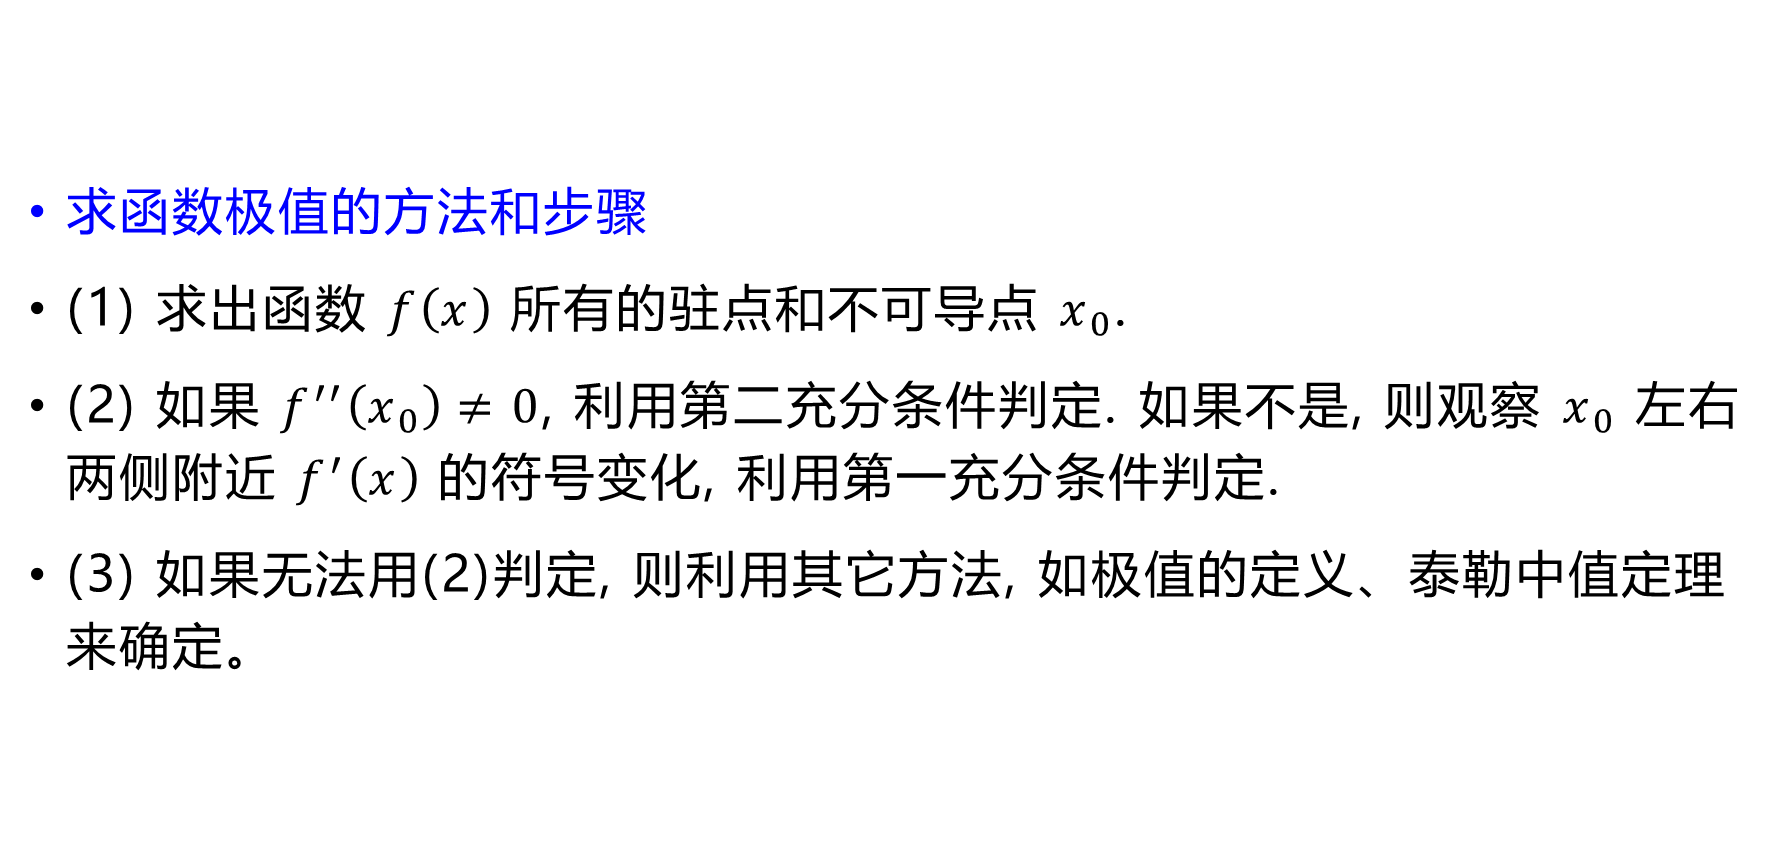 • 求函数极值的方法和步骤
• (1) 求出函数 f(x) 所有的驻点和不可导点 x₀.
• (2) 如果 f′′(x₀) ≠ 0, 利用第二充分条件判定. 如果不是, 则观察 x₀ 左右
两侧附近 f′(x) 的符号变化, 利用第一充分条件判定.
• (3) 如果无法用(2)判定, 则利用其它方法, 如极值的定义、泰勒中值定理
来确定。